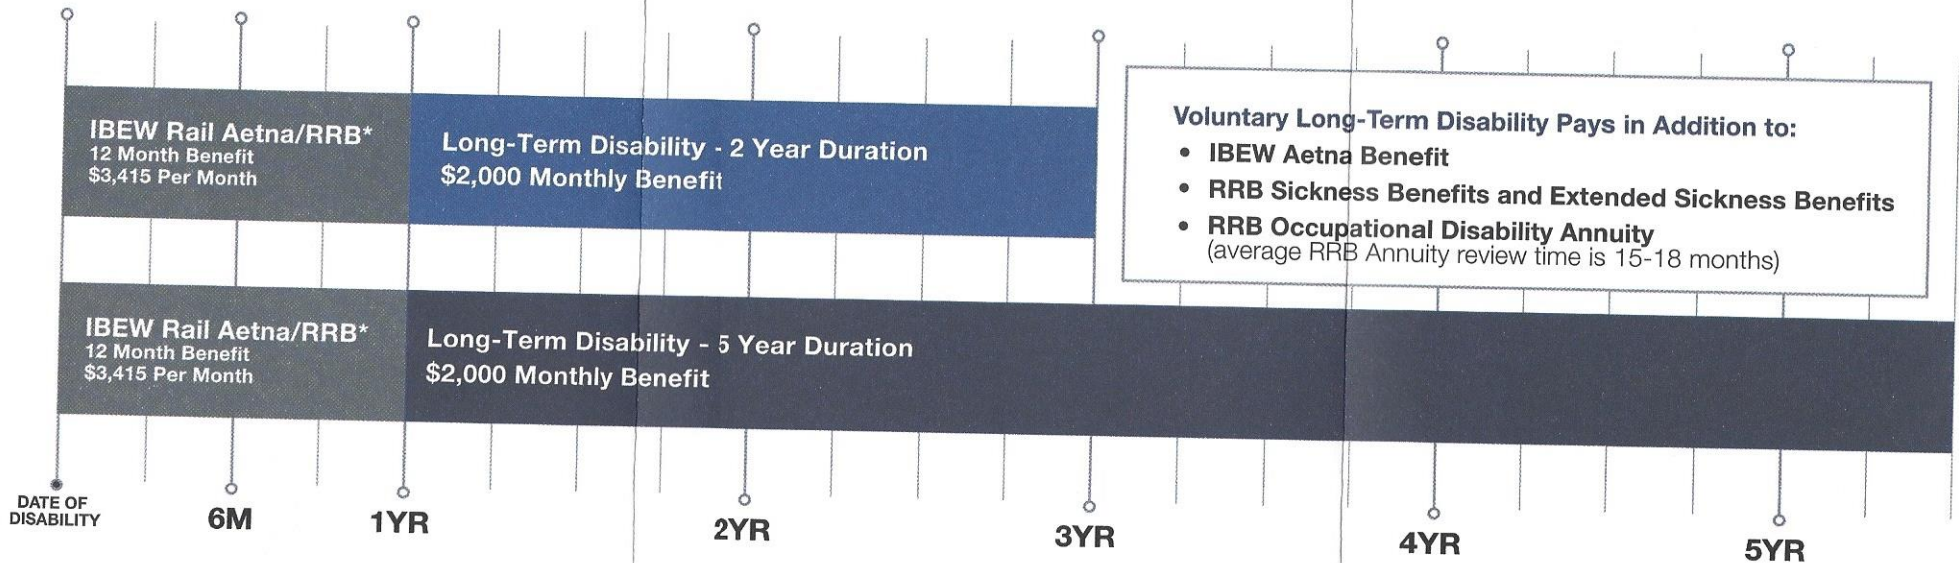 IBEW Rail Aetna/RRB*
12 Month Benefit
$3,415 Per Month
Long-Term Disability - 2 Year Duration
$2,000 Monthly Benefit
Voluntary Long-Term Disability Pays in Addition to:
• IBEW Aetna Benefit
• RRB Sickness Benefits and Extended Sickness Benefits
• RRB Occupational Disability Annuity
(average RRB Annuity review time is 15-18 months)
IBEW Rail Aetna/RRB*
12 Month Benefit
$3,415 Per Month
Long-Term Disability - 5 Year Duration
$2,000 Monthly Benefit
DATE OF
DISABILITY
6M
1YR
2YR
3YR
4YR
5YR